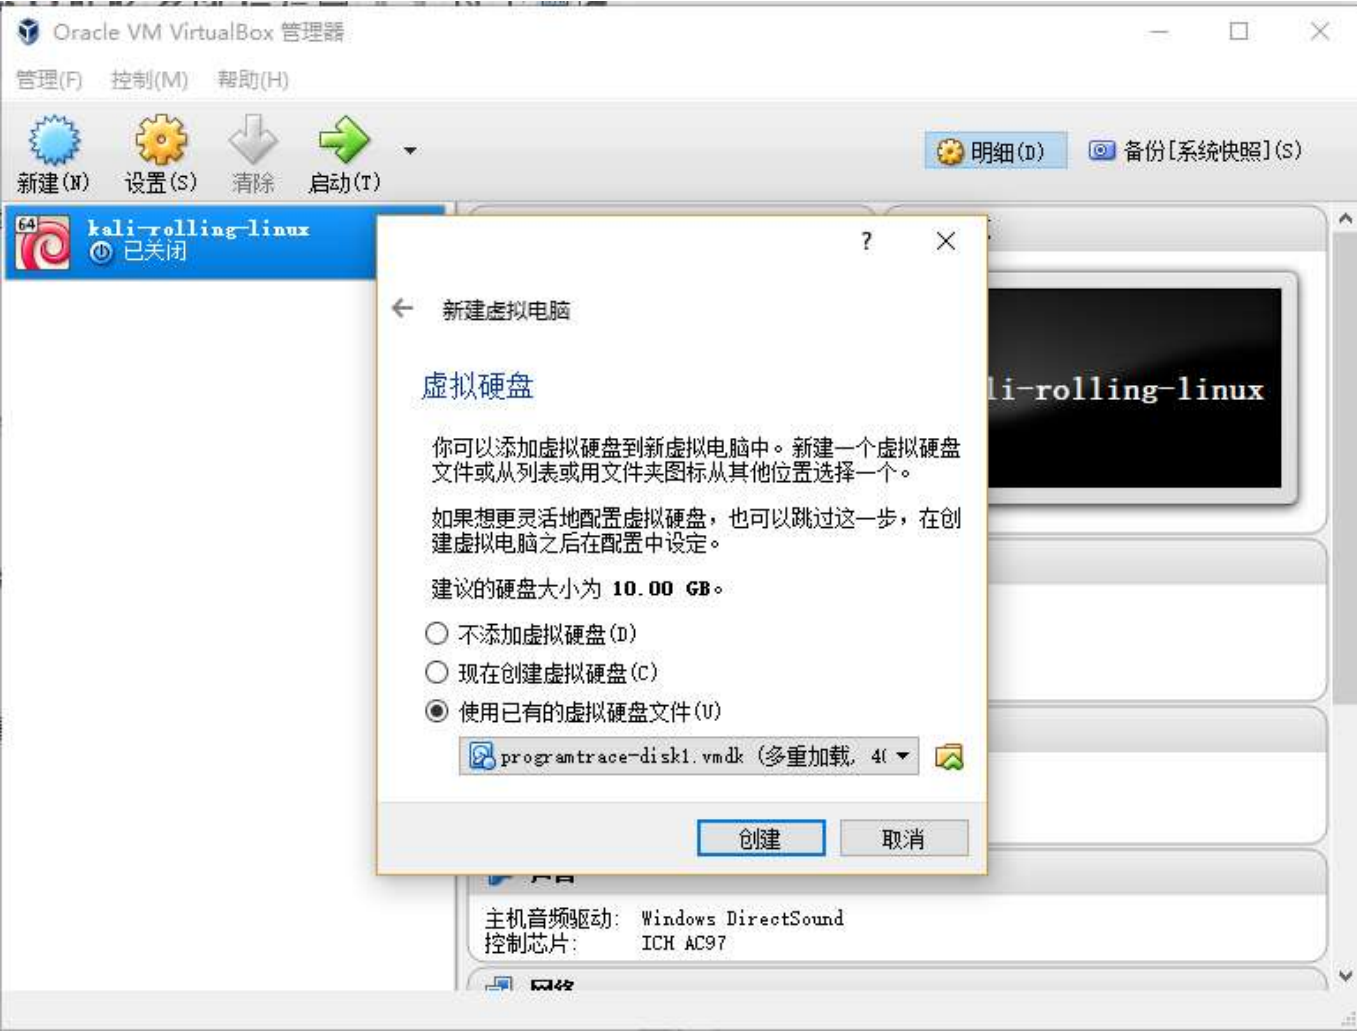 Oracle VM VirtualBox 管理器
管理(F) 控制(M) 帮助(H)
新建(N) 设置(S) 清除 启动(T) 明细(D) 备份[系统快照](S)
64
kali-rolling-linux
已关闭
?
新建虚拟电脑
虚拟硬盘
你可以添加虚拟硬盘到新虚拟电脑中。新建一个虚拟硬盘
文件或从列表或用文件夹图标从其他位置选择一个。
如果想更灵活地配置虚拟硬盘，也可以跳过这一步，在创
建虚拟电脑之后在配置中设定。
建议的硬盘大小为 10.00 GB。
不添加虚拟硬盘(D)
现在创建虚拟硬盘(C)
使用已有的虚拟硬盘文件(U)
programtrace-disk1.vmdk (多重加载, 4
创建 取消
li-rolling-linux
声音
主机音频驱动: Windows DirectSound
控制芯片: ICH AC97
网络